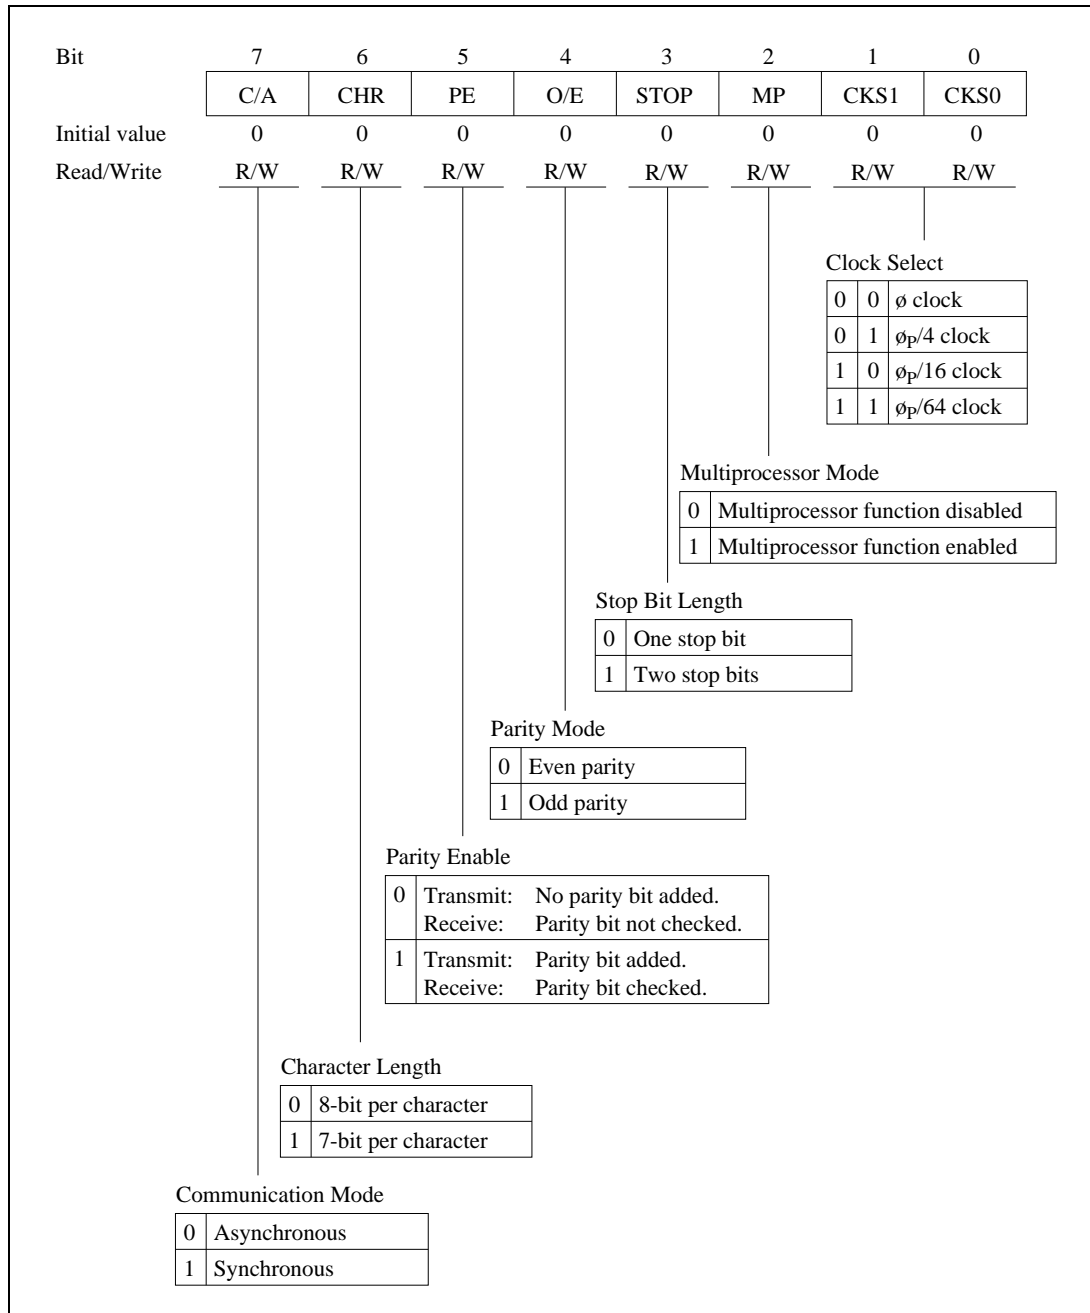 Bit 7 6 5 4 3 2 1 0
C/A CHR PE O/E STOP MP CKS1 CKS0
Initial value 0 0 0 0 0 0 0 0
Read/Write R/W R/W R/W R/W R/W R/W R/W R/W
Clock Select
0 0 ø clock
0 1 øP/4 clock
1 0 øP/16 clock
1 1 øP/64 clock
Multiprocessor Mode
0 Multiprocessor function disabled
1 Multiprocessor function enabled
Stop Bit Length
0 One stop bit
1 Two stop bits
Parity Mode
0 Even parity
1 Odd parity
Parity Enable
0 Transmit: No parity bit added.
Receive: Parity bit not checked.
1 Transmit: Parity bit added.
Receive: Parity bit checked.
Character Length
0 8-bit per character
1 7-bit per character
Communication Mode
0 Asynchronous
1 Synchronous